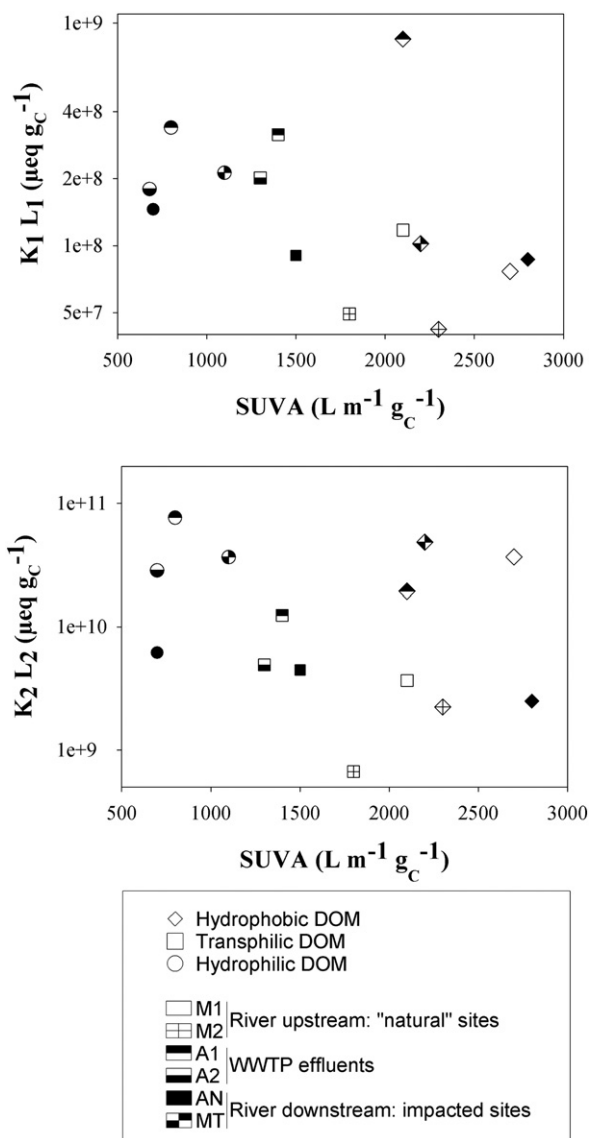 1e+9
4e+8
2e+8
1e+8
5e+7
K1 L1 (µeq gC-1)
500 1000 1500 2000 2500 3000
SUVA (L m-1 gC-1)
1e+11
1e+10
1e+9
K2 L2 (µeq gC-1)
500 1000 1500 2000 2500 3000
SUVA (L m-1 gC-1)
Hydrophobic DOM
Transphilic DOM
Hydrophilic DOM
M1
M2
River upstream: "natural" sites
A1
A2
WWTP effluents
AN
MT
River downstream: impacted sites